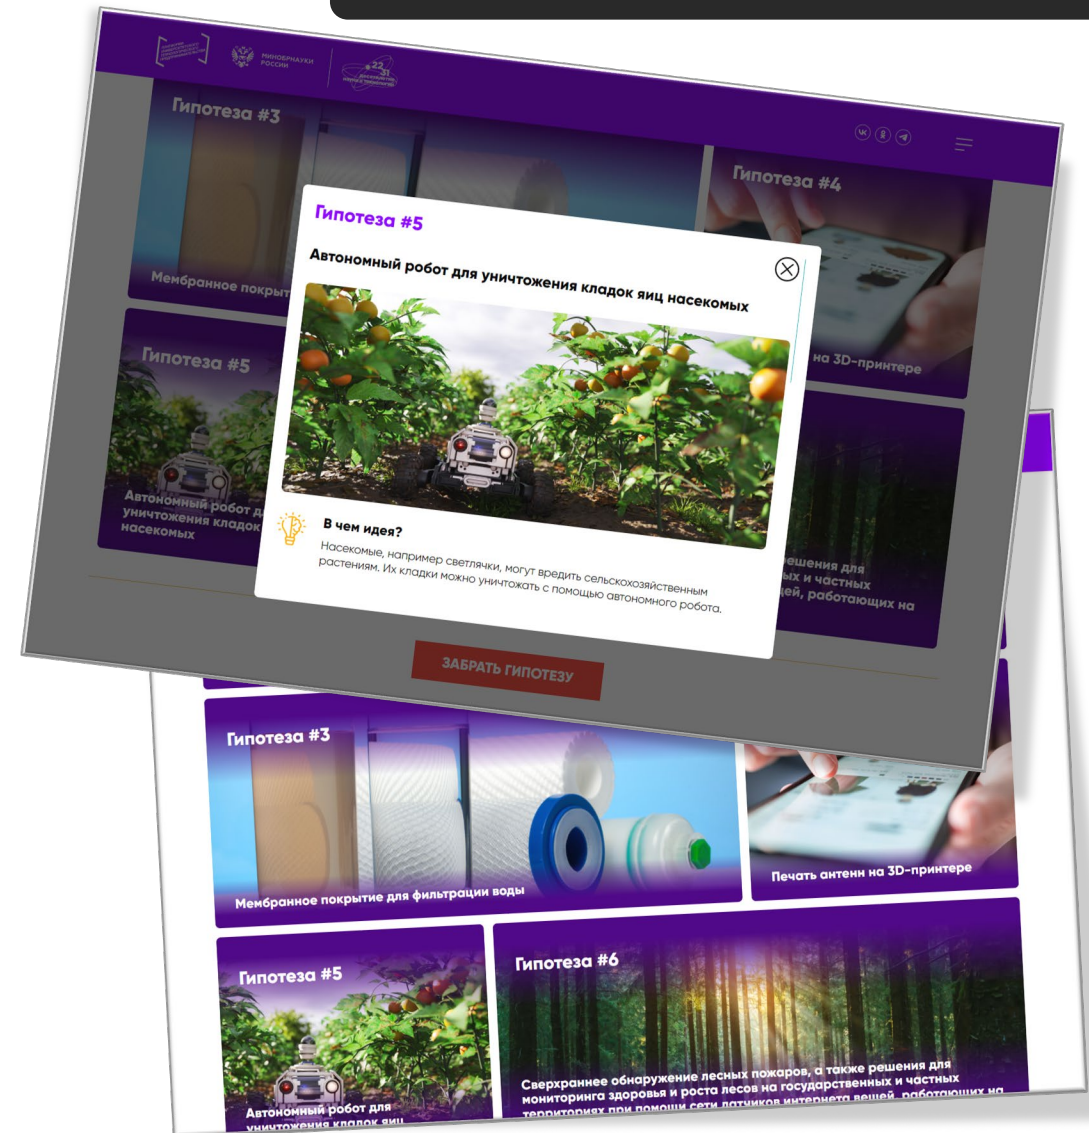 МИНОБРНАУКИ
РОССИИ
Гипотеза #3
Гипотеза #4
Мембранное покрыт
на 3D-принтере
Гипотеза #5
Автономный робот для уничтожения кладок яиц насекомых
В чем идея?
Насекомые, например светлячки, могут вредить сельскохозяйственным
растениям. Их кладки можно уничтожать с помощью автономного робота.
Гипотеза #5
Автономный робот д
уничтожения кладок
насекомых
ешения для
ых и частных
ей, работающих на
ЗАБРАТЬ ГИПОТЕЗУ
Гипотеза #3
Мембранное покрытие для фильтрации воды
Печать антенн на 3D-принтере
Гипотеза #5
Автономный робот для
уничтожения кладок яиц
Гипотеза #6
Сверхраннее обнаружение лесных пожаров, а также решения для
мониторинга здоровья и роста лесов на государственных и частных
территориях при помощи сети датчиков интернета вещей, работающих на